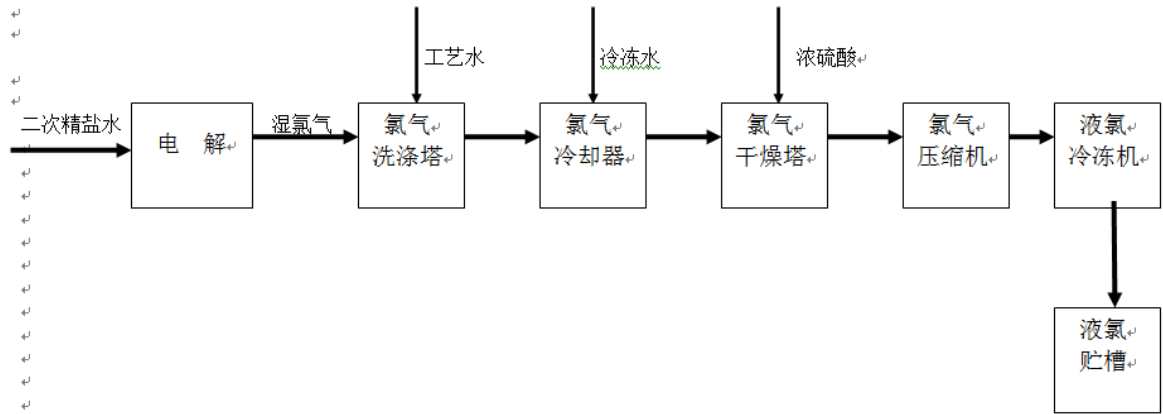 工艺水
冷冻水
浓硫酸
二次精盐水
电 解
湿氯气
氯气
洗涤塔
氯气
冷却器
氯气
干燥塔
氯气
压缩机
液氯
冷冻机
液氯
贮槽